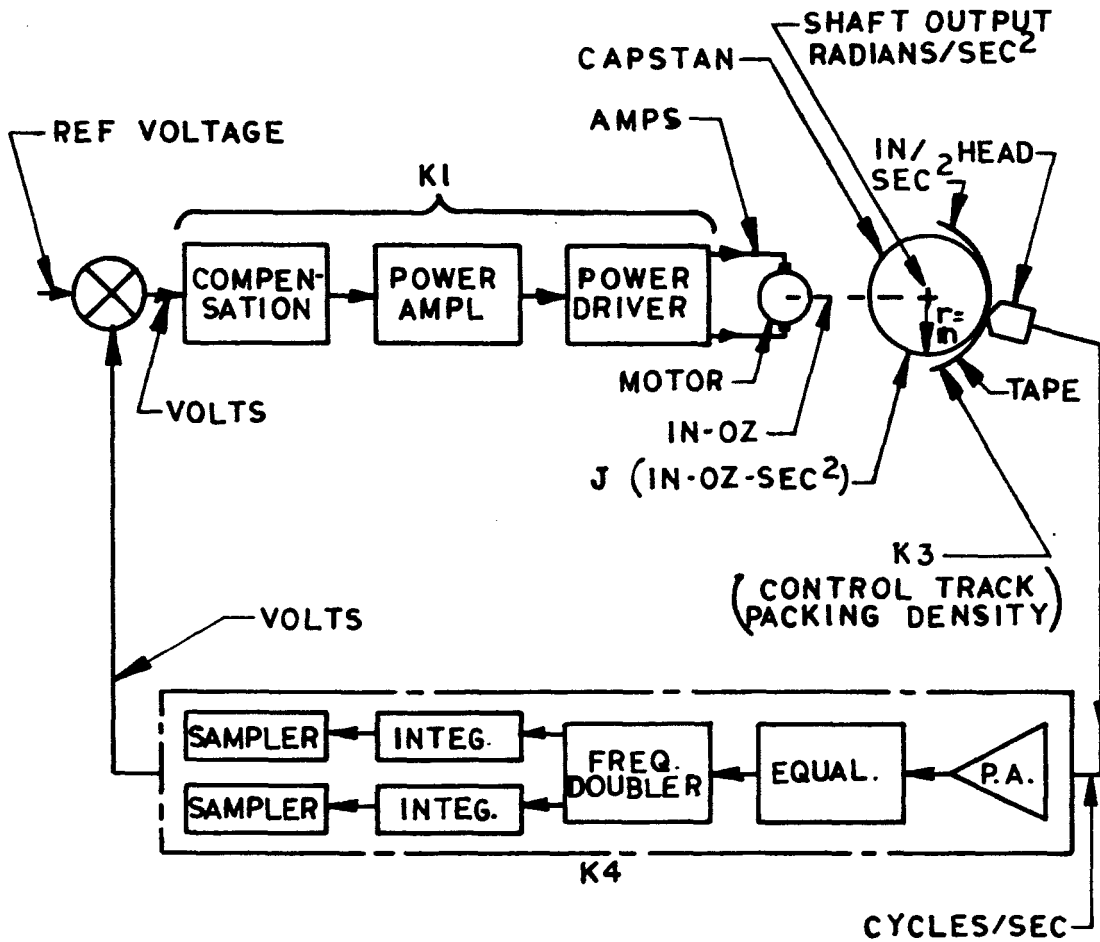 SHAFT OUTPUT
RADIANS/SEC²
CAPSTAN
AMPS
REF VOLTAGE
IN/
SEC²
HEAD
K1
COMPEN-
SATION
POWER
AMPL
POWER
DRIVER
r=
in
MOTOR
TAPE
VOLTS
IN-OZ
J (IN-OZ-SEC²)
K3
(CONTROL TRACK
PACKING DENSITY)
VOLTS
SAMPLER
INTEG.
FREQ.
DOUBLER
EQUAL.
P.A.
SAMPLER
INTEG.
K4
CYCLES/SEC